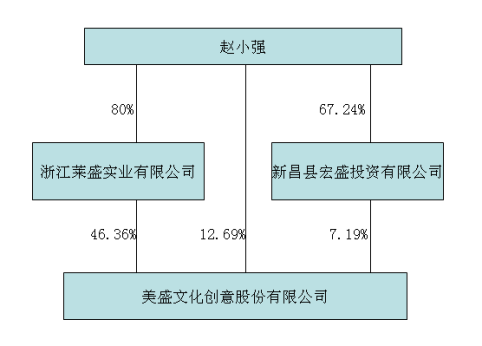 赵小强
80%
67.24%
浙江莱盛实业有限公司
新昌县宏盛投资有限公司
46.36%
12.69%
7.19%
美盛文化创意股份有限公司